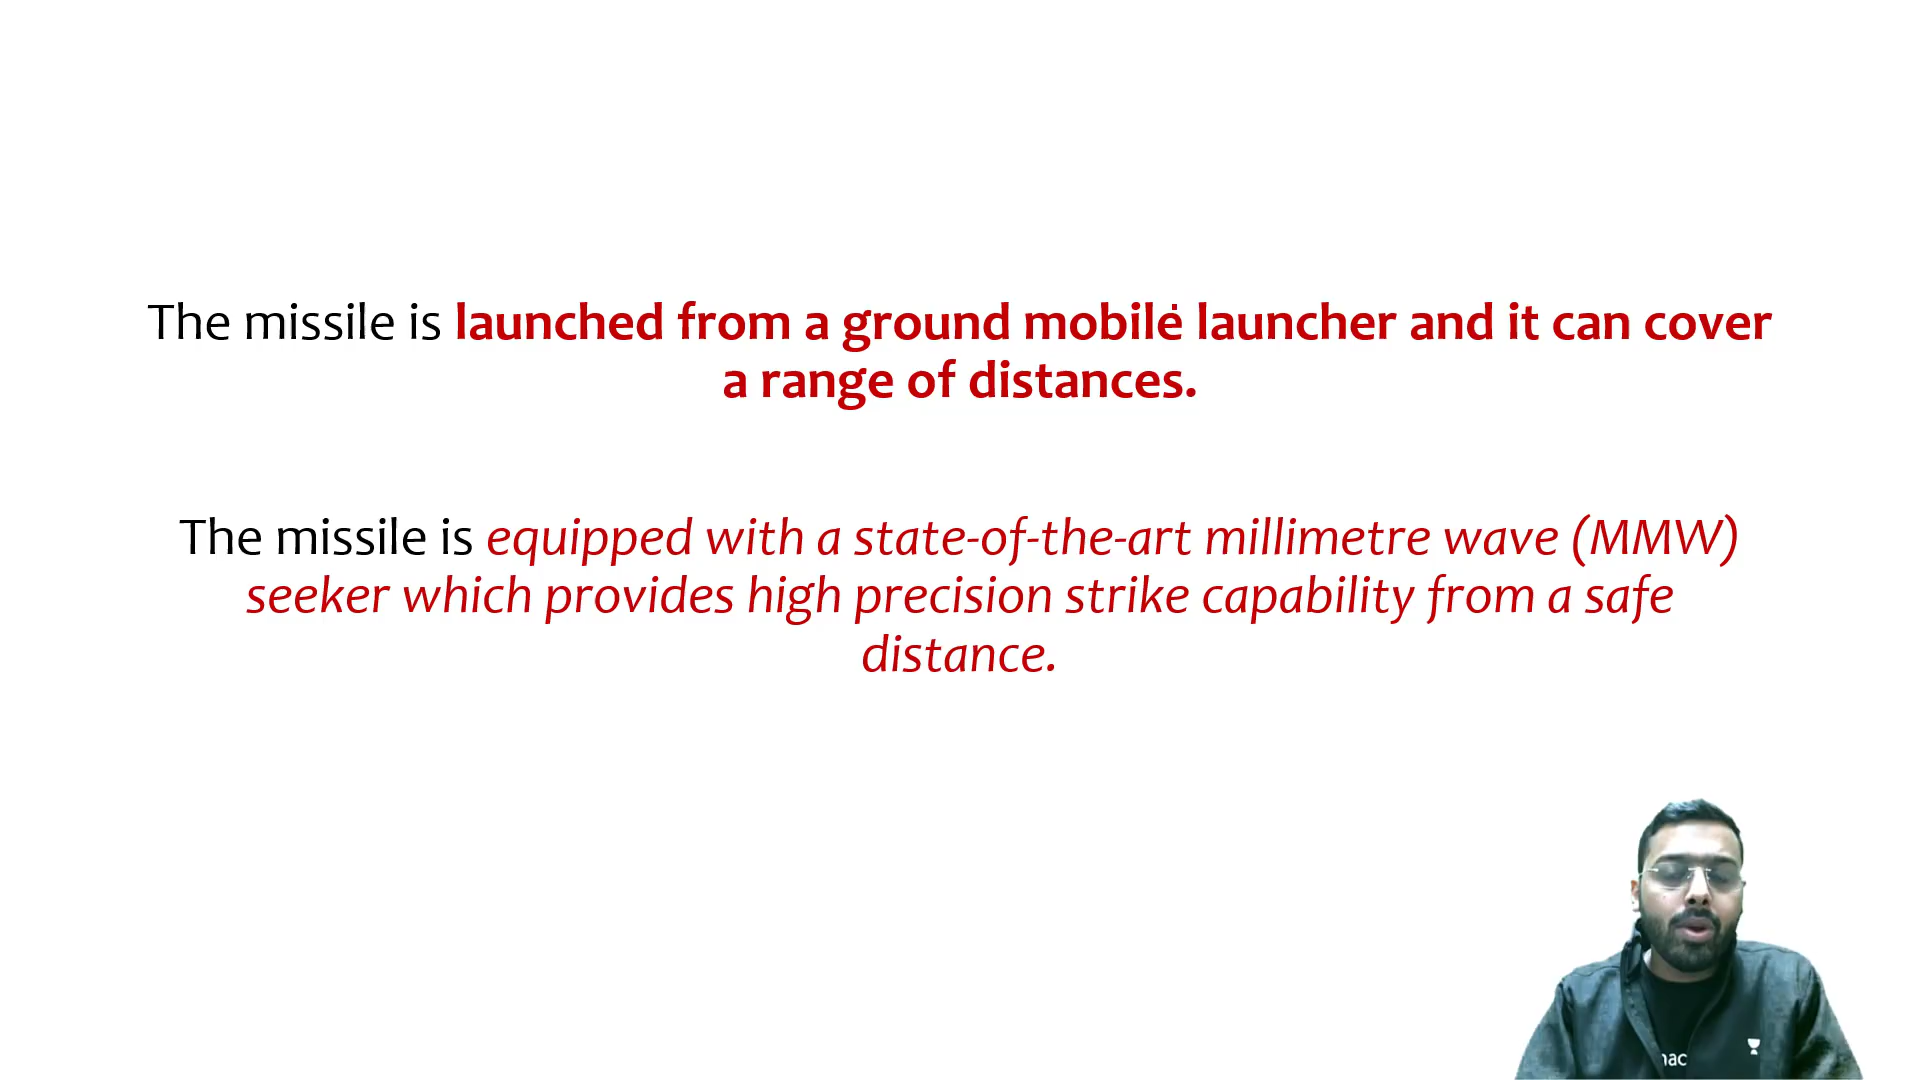 The missile is launched from a ground mobile launcher and it can cover
a range of distances.
The missile is equipped with a state-of-the-art millimetre wave (MMW)
seeker which provides high precision strike capability from a safe
distance.